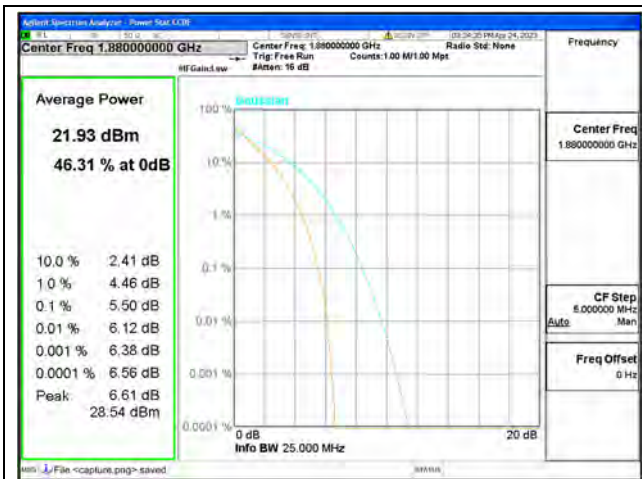 Agilent Spectrum Analyzer - Power Stat CCDF
Center Freq 1.880000000 GHz
Center Freq: 1.880000000 GHz
Radio Std: None
Trig: Free Run
Counts:1.00 M/1.00 Mpt
#IFGain:Low
#Atten: 16 dB
Apr 24, 2023
Frequency
Average Power
21.93 dBm
46.31 % at 0dB
10.0 % 2.41 dB
1.0 % 4.46 dB
0.1 % 5.50 dB
0.01 % 6.12 dB
0.001 % 6.38 dB
0.0001 % 6.56 dB
Peak 6.61 dB
28.54 dBm
Gaussian
100 %
10 %
1 %
0.1 %
0.01 %
0.001 %
0.0001 %
0 dB
20 dB
Info BW 25.000 MHz
Center Freq
1.880000000 GHz
CF Step
5.000000 MHz
Auto Man
Freq Offset
0 Hz
MSG File <capture.png> saved
STATUS